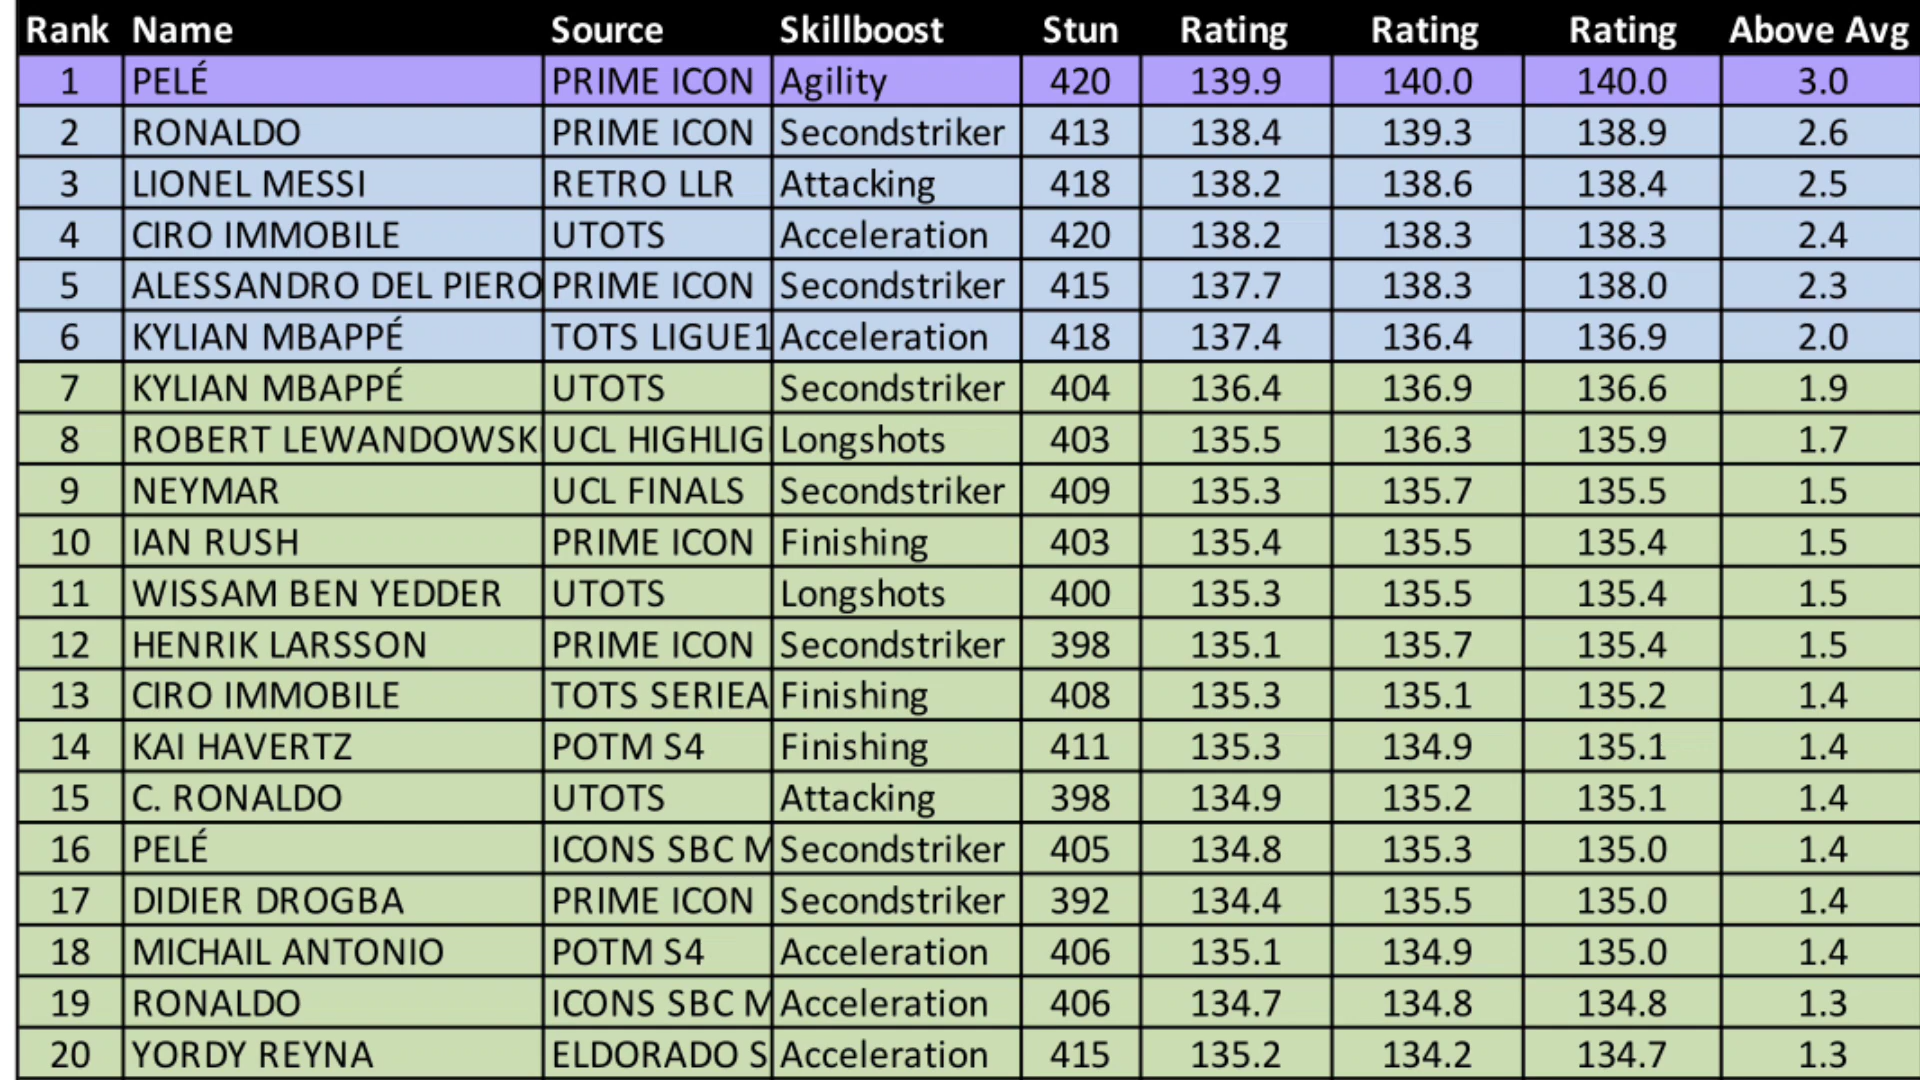 Rank Name Source Skillboost Stun Rating Rating Rating Above Avg
1 PELÉ PRIME ICON Agility 420 139.9 140.0 140.0 3.0
2 RONALDO PRIME ICON Secondstriker 413 138.4 139.3 138.9 2.6
3 LIONEL MESSI RETRO LLR Attacking 418 138.2 138.6 138.4 2.5
4 CIRO IMMOBILE UTOTS Acceleration 420 138.2 138.3 138.3 2.4
5 ALESSANDRO DEL PIERO PRIME ICON Secondstriker 415 137.7 138.3 138.0 2.3
6 KYLIAN MBAPPÉ TOTS LIGUE1 Acceleration 418 137.4 136.4 136.9 2.0
7 KYLIAN MBAPPÉ UTOTS Secondstriker 404 136.4 136.9 136.6 1.9
8 ROBERT LEWANDOWSK UCL HIGHLIG Longshots 403 135.5 136.3 135.9 1.7
9 NEYMAR UCL FINALS Secondstriker 409 135.3 135.7 135.5 1.5
10 IAN RUSH PRIME ICON Finishing 403 135.4 135.5 135.4 1.5
11 WISSAM BEN YEDDER UTOTS Longshots 400 135.3 135.5 135.4 1.5
12 HENRIK LARSSON PRIME ICON Secondstriker 398 135.1 135.7 135.4 1.5
13 CIRO IMMOBILE TOTS SERIEA Finishing 408 135.3 135.1 135.2 1.4
14 KAI HAVERTZ POTM S4 Finishing 411 135.3 134.9 135.1 1.4
15 C. RONALDO UTOTS Attacking 398 134.9 135.2 135.1 1.4
16 PELÉ ICONS SBC M Secondstriker 405 134.8 135.3 135.0 1.4
17 DIDIER DROGBA PRIME ICON Secondstriker 392 134.4 135.5 135.0 1.4
18 MICHAIL ANTONIO POTM S4 Acceleration 406 135.1 134.9 135.0 1.4
19 RONALDO ICONS SBC M Acceleration 406 134.7 134.8 134.8 1.3
20 YORDY REYNA ELDORADO S Acceleration 415 135.2 134.2 134.7 1.3